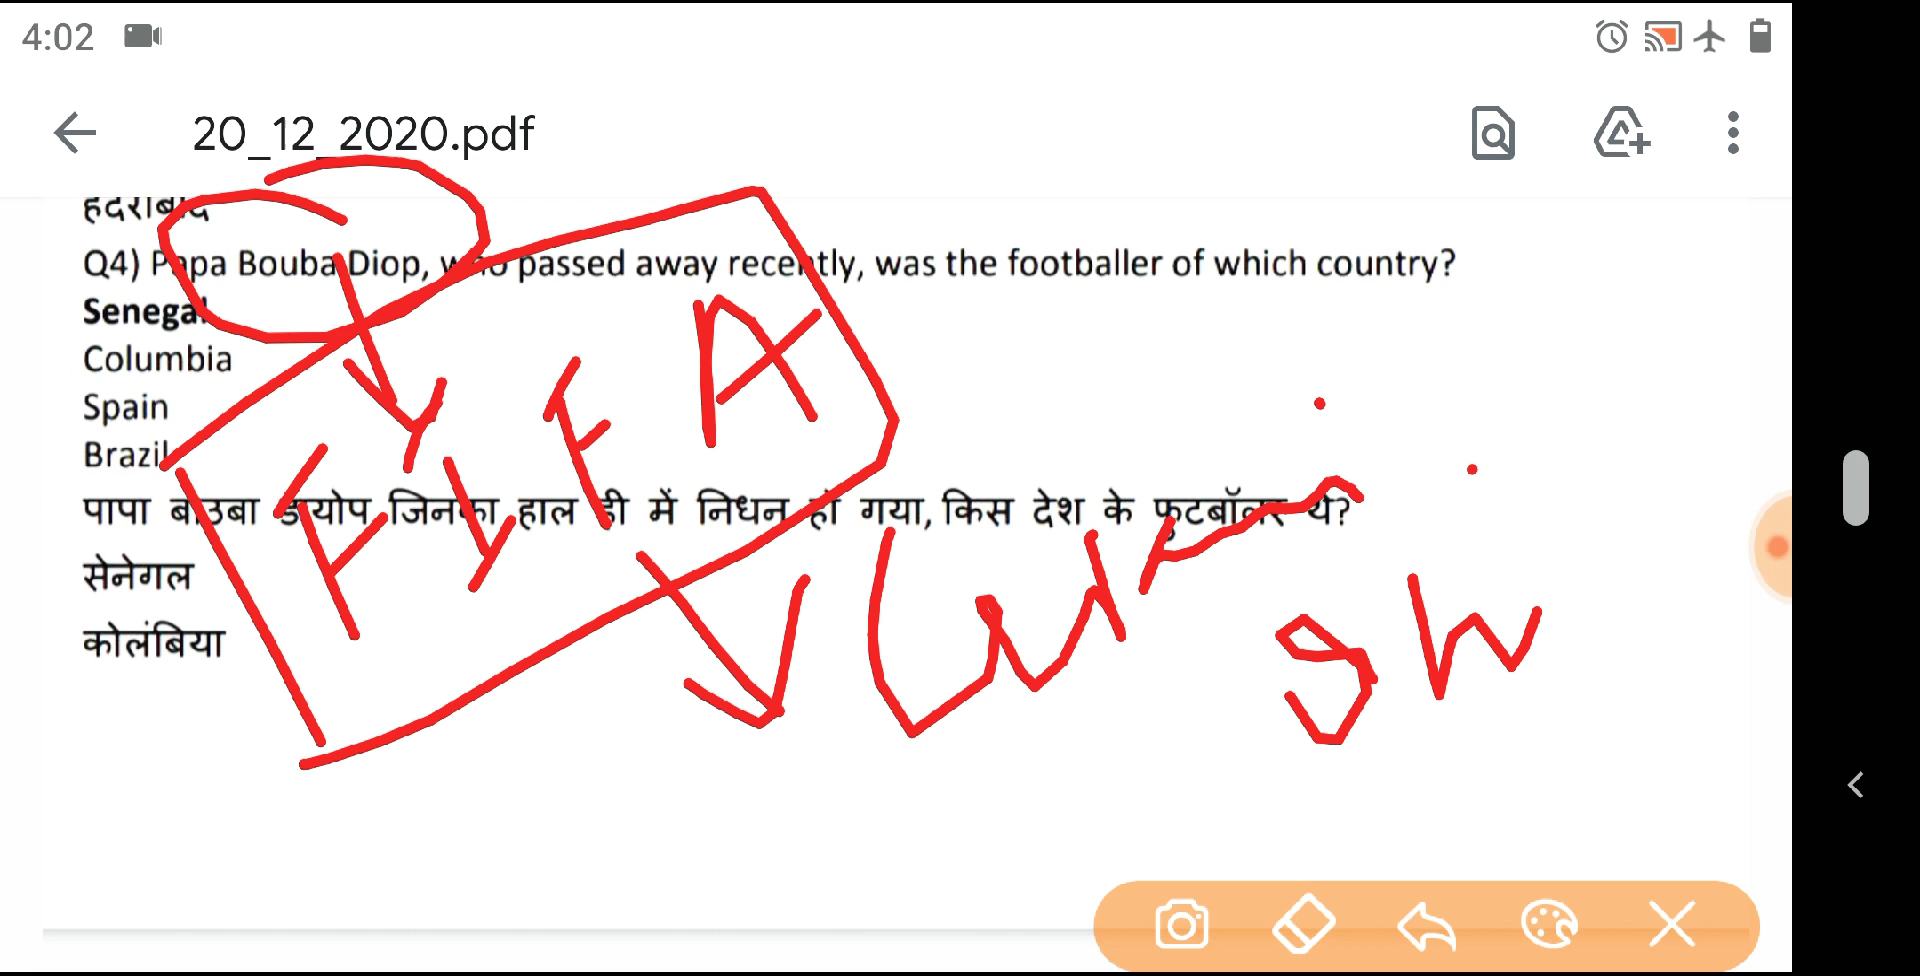 4:02
20_12_2020.pdf
हैदराबाद
Q4) Papa Bouba Diop, who passed away recently, was the footballer of which country?
Senegal
Columbia
Spain
Brazil
पापा बाउबा डायोप जिनका हाल ही में निधन हो गया, किस देश के फुटबॉलर थे?
सेनेगल
कोलंबिया
FIFA